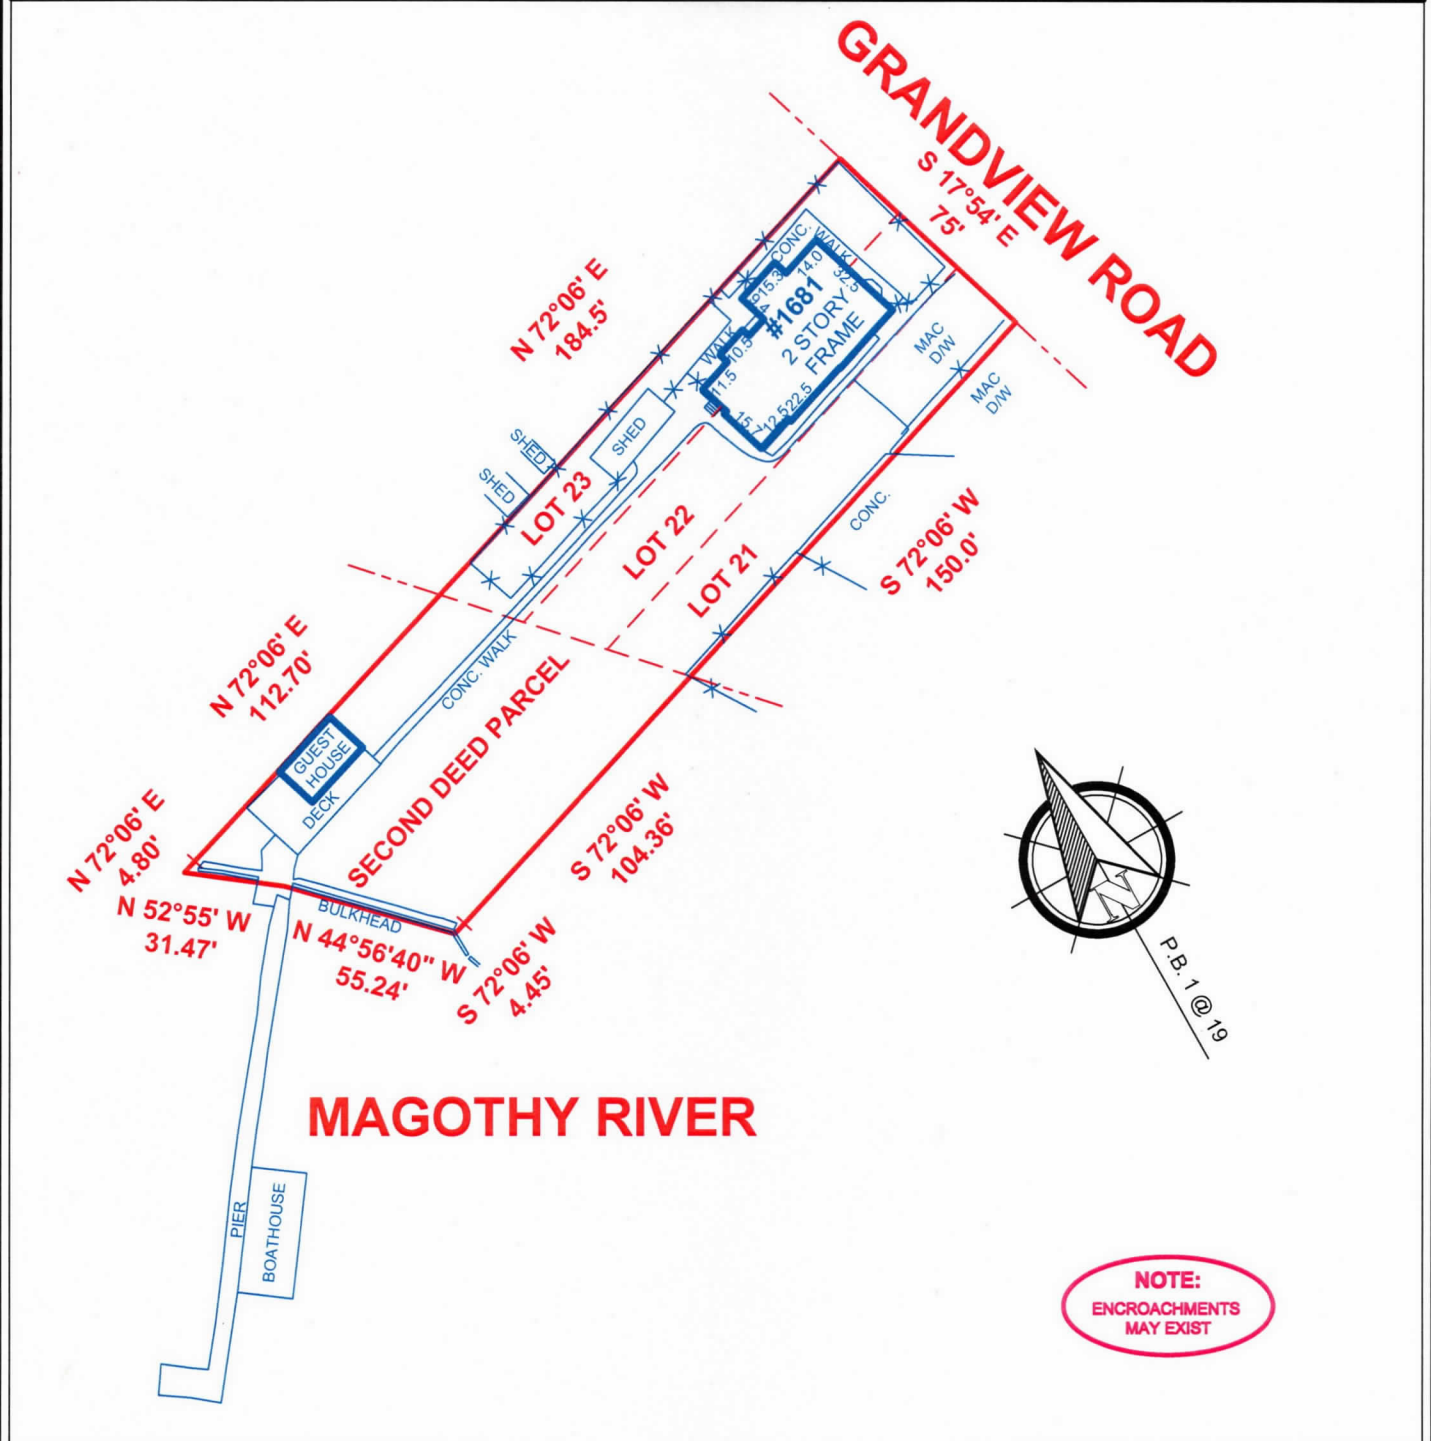 GRANDVIEW ROAD
S 17°54' E
75'
CONC.
WALK
14.0
32.5
15.3
#1681
2 STORY
FRAME
WALK
10.5
11.5
15.7
12.5
22.5
MAC
D/W
MAC
D/W
N 72°06' E
184.5'
SHED
SHED
SHED
LOT 23
LOT 22
LOT 21
CONC.
S 72°06' W
150.0'
N 72°06' E
112.70'
CONC. WALK
SECOND DEED PARCEL
GUEST
HOUSE
DECK
S 72°06' W
104.36'
N 72°06' E
4.80'
N 52°55' W
31.47'
BULKHEAD
N 44°56'40" W
55.24'
S 72°06' W
4.45'
N
P.B. 1 @ 19
MAGOTHY RIVER
PIER
BOATHOUSE
NOTE:
ENCROACHMENTS
MAY EXIST